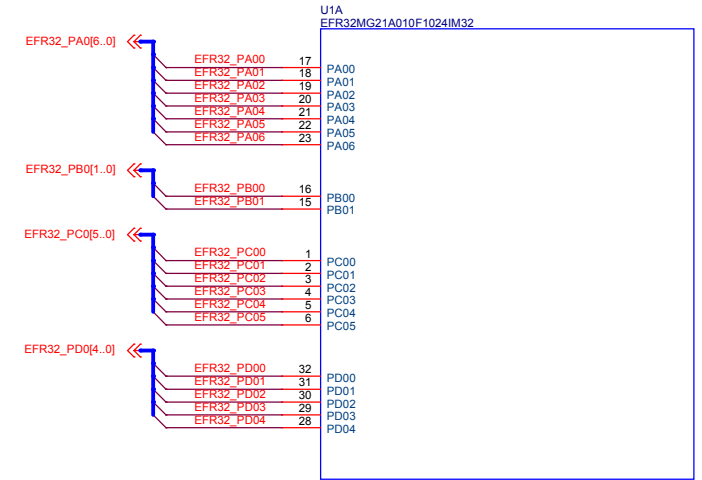 U1A
EFR32MG21A010F1024IM32
EFR32_PA0[6..0]
EFR32_PA00 17 PA00
EFR32_PA01 18 PA01
EFR32_PA02 19 PA02
EFR32_PA03 20 PA03
EFR32_PA04 21 PA04
EFR32_PA05 22 PA05
EFR32_PA06 23 PA06
EFR32_PB0[1..0]
EFR32_PB00 16 PB00
EFR32_PB01 15 PB01
EFR32_PC0[5..0]
EFR32_PC00 1 PC00
EFR32_PC01 2 PC01
EFR32_PC02 3 PC02
EFR32_PC03 4 PC03
EFR32_PC04 5 PC04
EFR32_PC05 6 PC05
EFR32_PD0[4..0]
EFR32_PD00 32 PD00
EFR32_PD01 31 PD01
EFR32_PD02 30 PD02
EFR32_PD03 29 PD03
EFR32_PD04 28 PD04